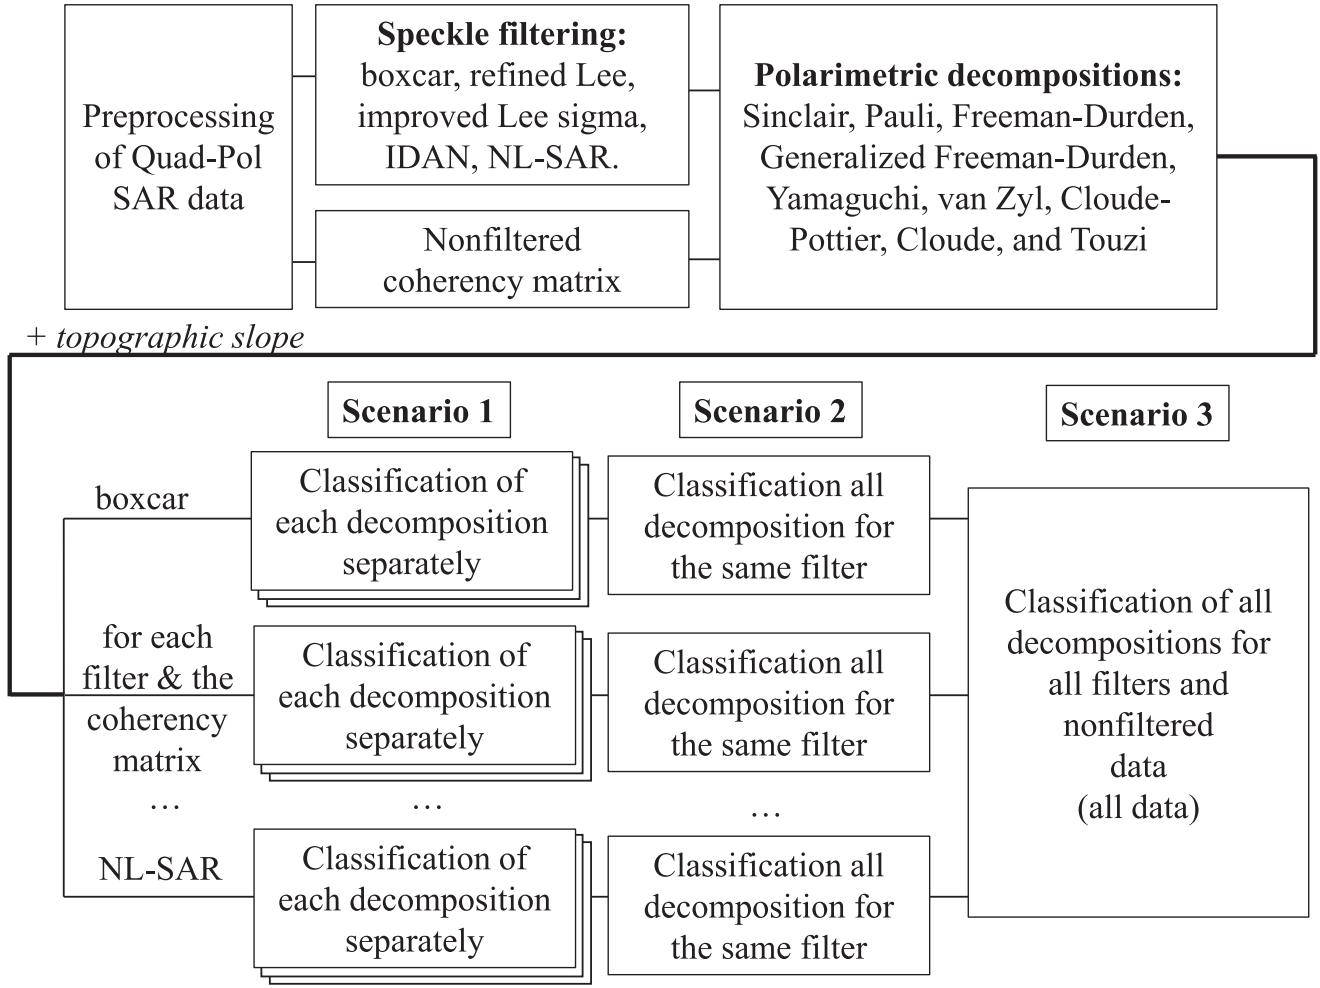 Preprocessing
of Quad-Pol
SAR data
Speckle filtering:
boxcar, refined Lee,
improved Lee sigma,
IDAN, NL-SAR.
Nonfiltered
coherency matrix
Polarimetric decompositions:
Sinclair, Pauli, Freeman-Durden,
Generalized Freeman-Durden,
Yamaguchi, van Zyl, Cloude-
Pottier, Cloude, and Touzi
+ topographic slope
Scenario 1
Scenario 2
Scenario 3
boxcar
Classification of
each decomposition
separately
Classification all
decomposition for
the same filter
for each
filter & the
coherency
matrix
...
Classification of
each decomposition
separately
...
Classification all
decomposition for
the same filter
...
NL-SAR
Classification of
each decomposition
separately
Classification all
decomposition for
the same filter
Classification of all
decompositions for
all filters and
nonfiltered
data
(all data)